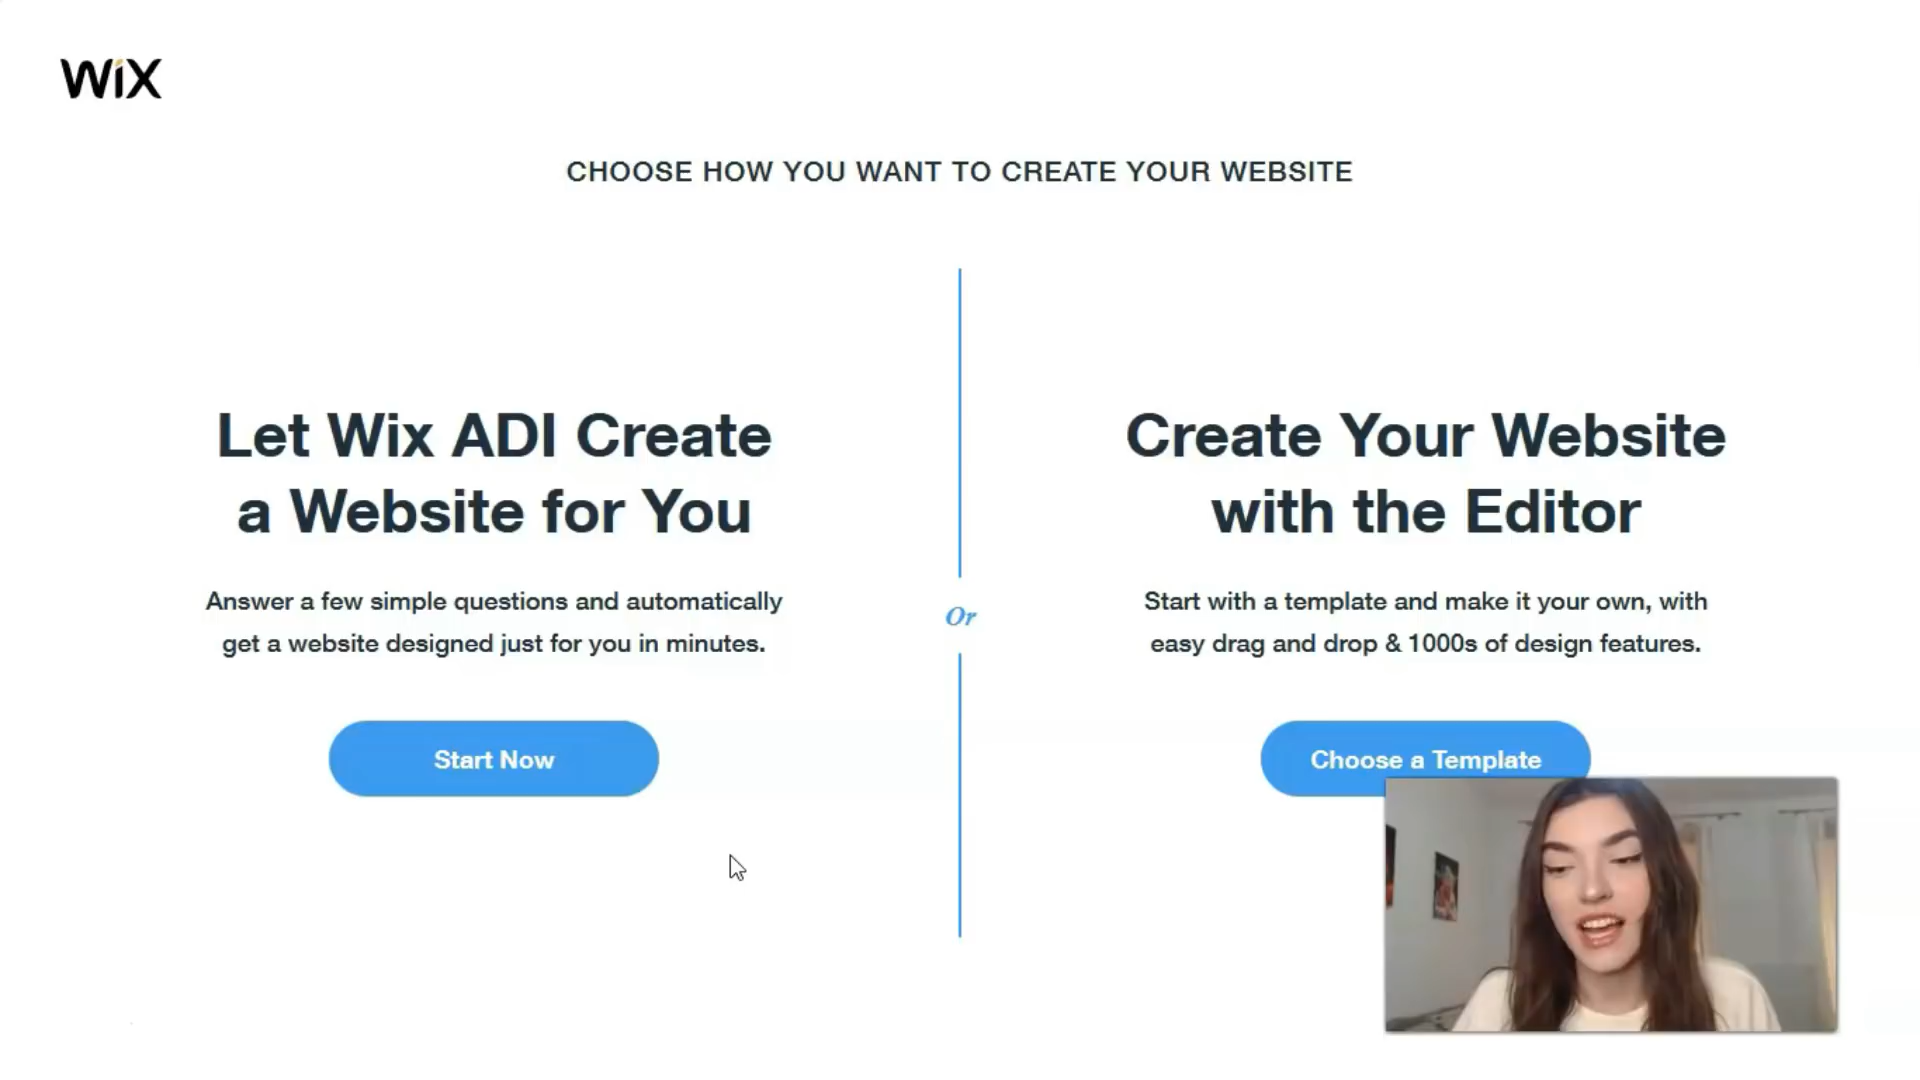 WiX
CHOOSE HOW YOU WANT TO CREATE YOUR WEBSITE
Let Wix ADI Create
a Website for You
Answer a few simple questions and automatically
get a website designed just for you in minutes.
Start Now
Or
Create Your Website
with the Editor
Start with a template and make it your own, with
easy drag and drop & 1000s of design features.
Choose a Template